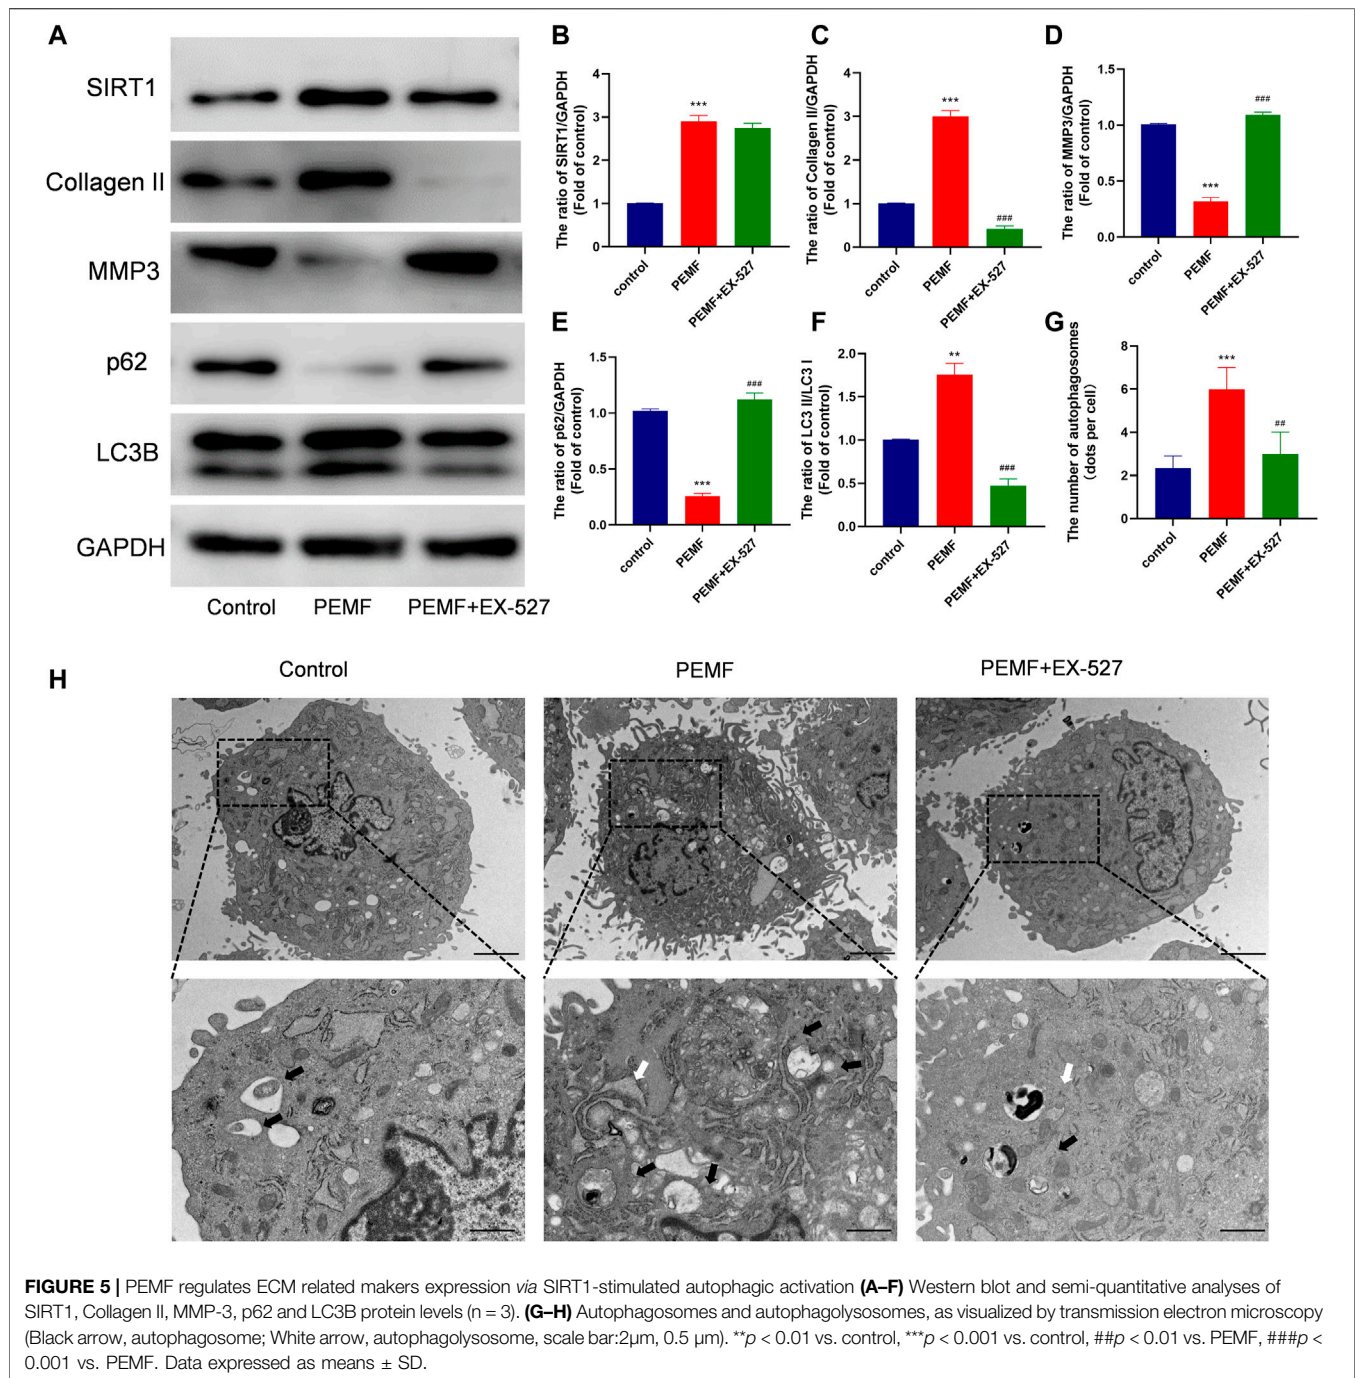 A
SIRT1
Collagen II
MMP3
p62
LC3B
GAPDH
Control PEMF PEMF+EX-527
B
The ratio of SIRT1/GAPDH
(Fold of control)
4
3
2
1
0
***
control
PEMF
PEMF+EX-527
C
The ratio of Collagen II/GAPDH
(Fold of control)
4
3
2
1
0
***
###
control
PEMF
PEMF+EX-527
D
The ratio of MMP3/GAPDH
(Fold of control)
1.5
1.0
0.5
0.0
***
###
control
PEMF
PEMF+EX-527
E
The ratio of p62/GAPDH
(Fold of control)
1.5
1.0
0.5
0.0
***
###
control
PEMF
PEMF+EX-527
F
The ratio of LC3 II/LC3 I
(Fold of control)
2.0
1.5
1.0
0.5
0.0
**
###
control
PEMF
PEMF+EX-527
G
The number of autophagosomes
(dots per cell)
8
6
4
2
0
***
##
control
PEMF
PEMF+EX-527
H
Control PEMF PEMF+EX-527
FIGURE 5 | PEMF regulates ECM related makers expression via SIRT1-stimulated autophagic activation (A–F) Western blot and semi-quantitative analyses of
SIRT1, Collagen II, MMP-3, p62 and LC3B protein levels (n = 3). (G–H) Autophagosomes and autophagolysosomes, as visualized by transmission electron microscopy
(Black arrow, autophagosome; White arrow, autophagolysosome, scale bar:2µm, 0.5 µm). **p < 0.01 vs. control, ***p < 0.001 vs. control, ##p < 0.01 vs. PEMF, ###p <
0.001 vs. PEMF. Data expressed as means ± SD.